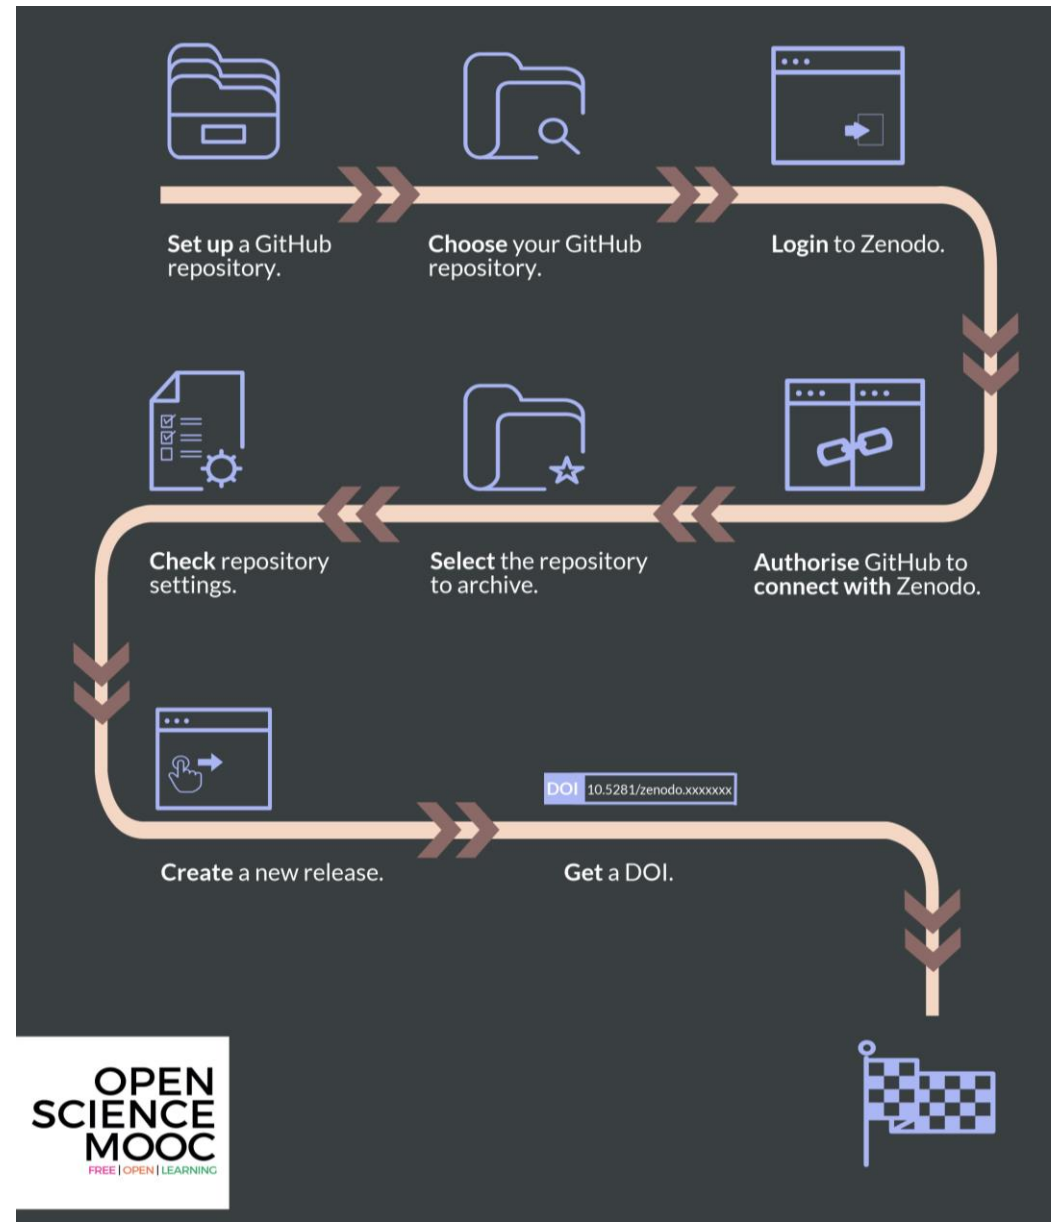 Set up a GitHub
repository.
Choose your GitHub
repository.
Login to Zenodo.
Authorise GitHub to
connect with Zenodo.
Select the repository
to archive.
Check repository
settings.
Create a new release.
DOI 10.5281/zenodo.xxxxxxx
Get a DOI.
OPEN
SCIENCE
MOOC
FREE | OPEN | LEARNING